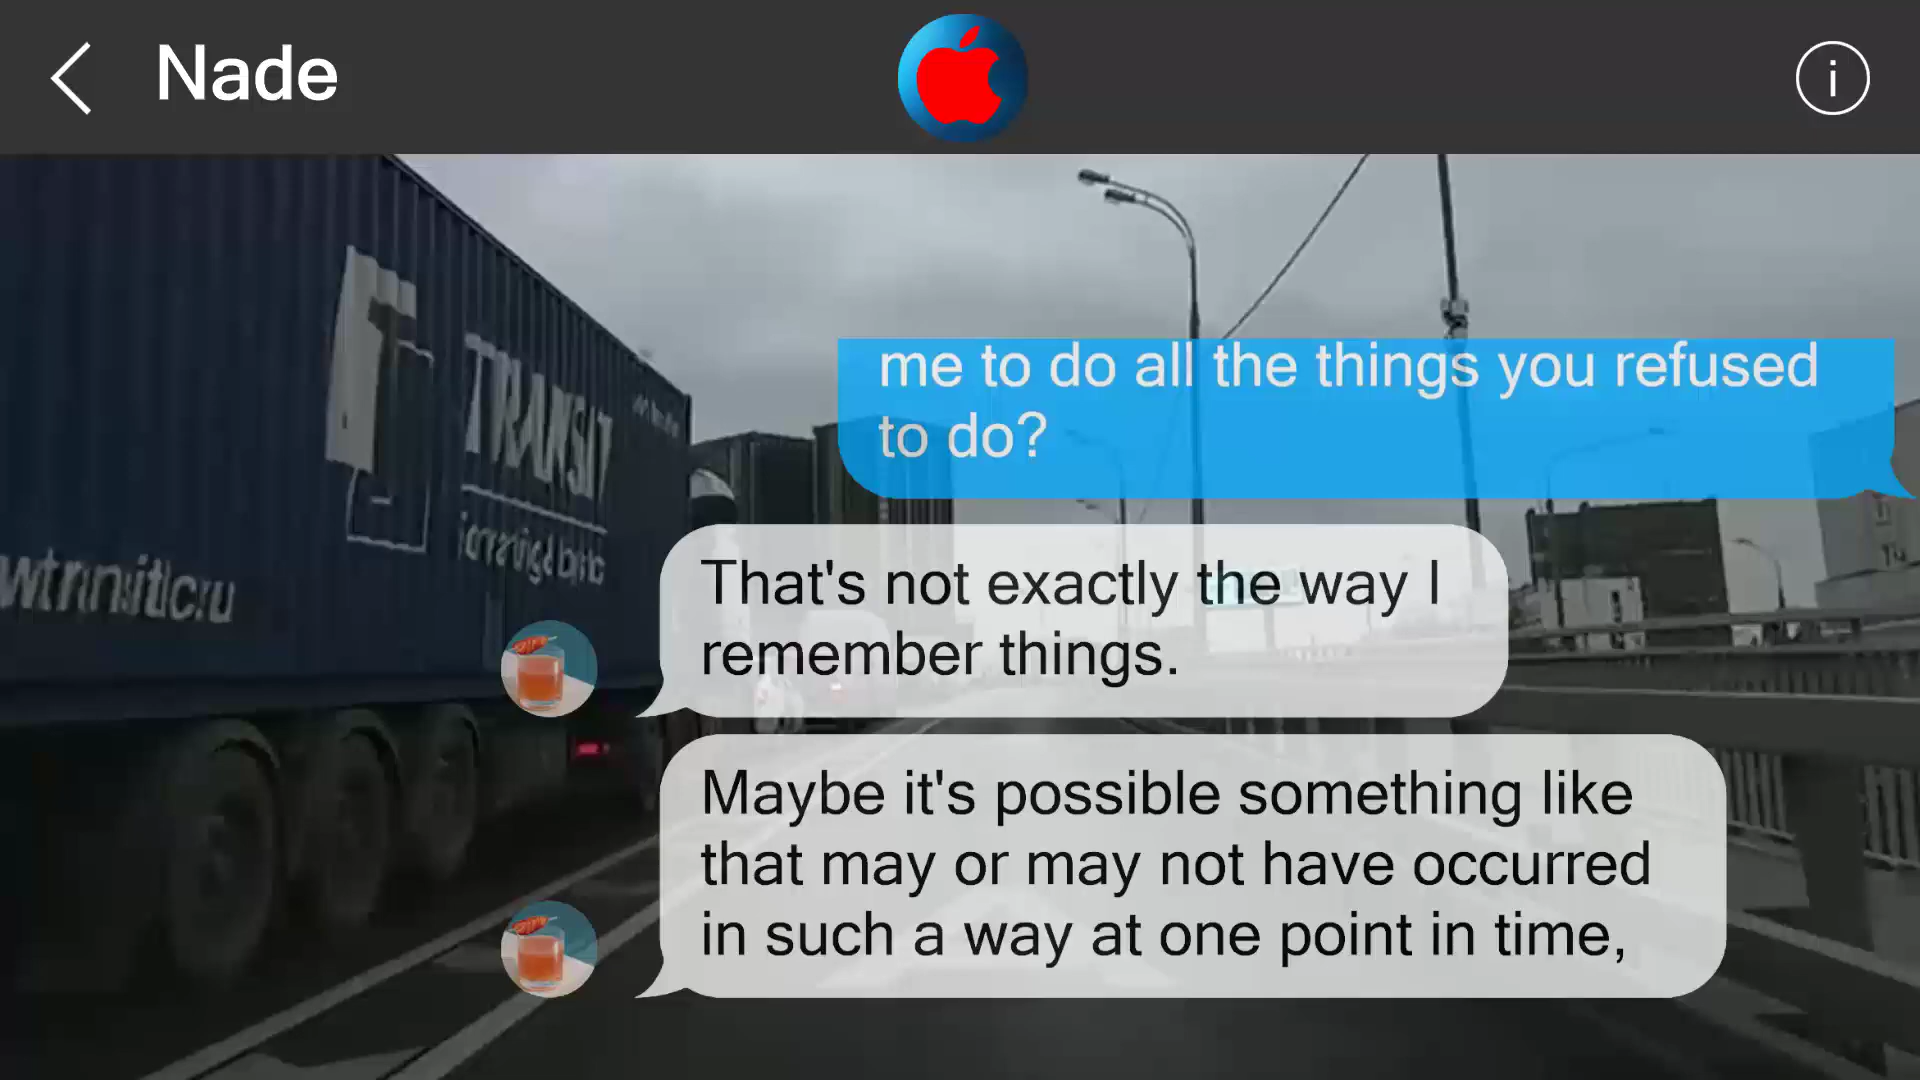 Nade
i
me to do all the things you refused
to do?
That's not exactly the way I
remember things.
Maybe it's possible something like
that may or may not have occurred
in such a way at one point in time,
TRANSIT